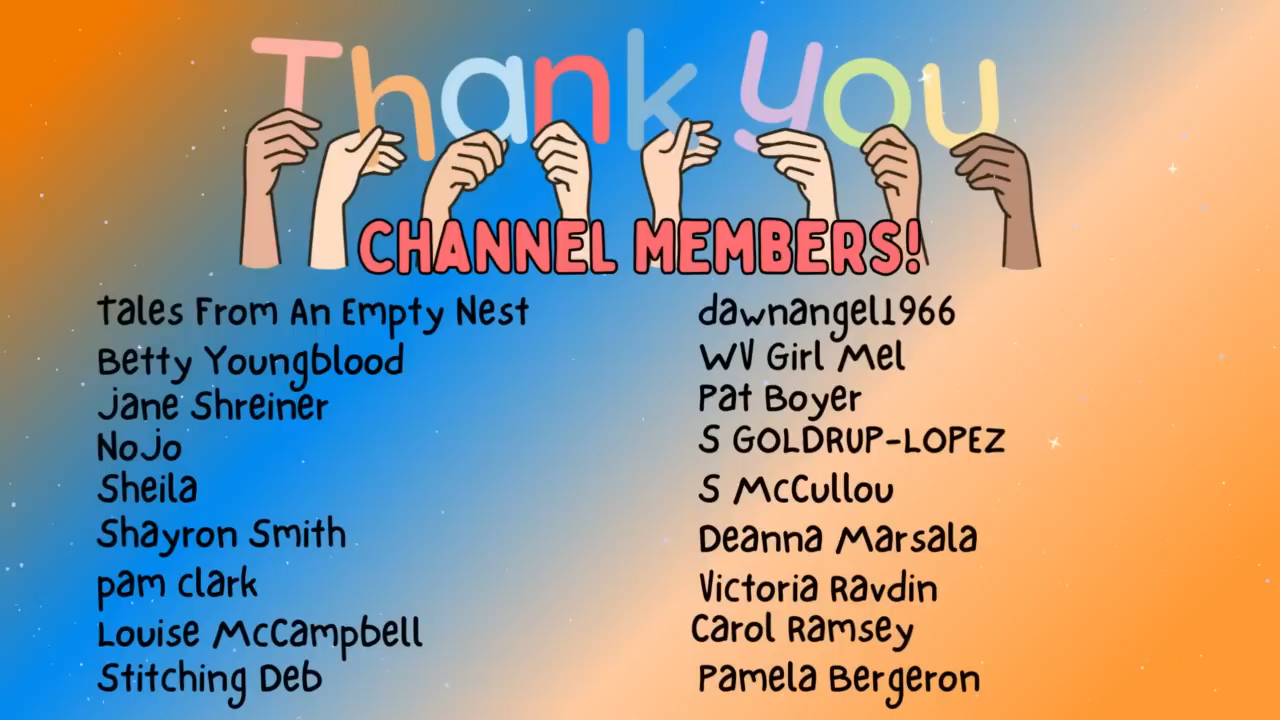 Thank you
CHANNEL MEMBERS!
Tales From An Empty Nest
Betty Youngblood
Jane Shreiner
NoJo
Sheila
Shayron Smith
pam clark
Louise McCampbell
Stitching Deb
dawnangel1966
WV Girl Mel
Pat Boyer
S GOLDRUP-LOPEZ
S McCullou
Deanna Marsala
Victoria Ravdin
Carol Ramsey
Pamela Bergeron